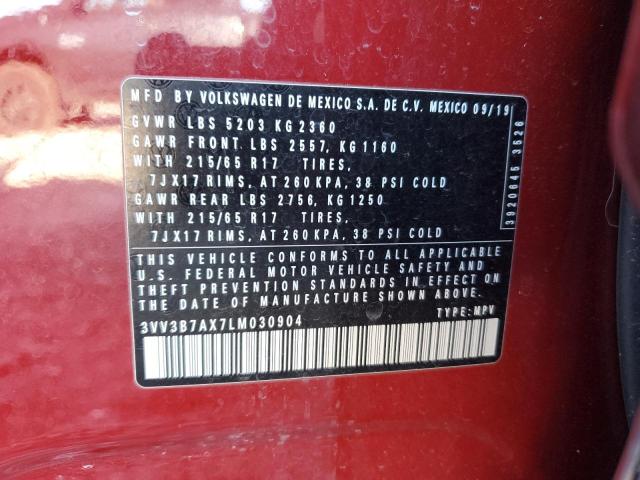 MFD BY VOLKSWAGEN DE MEXICO S.A. DE C.V. MEXICO 09/19
GVWR LBS 5203 KG 2360
GAWR FRONT. LBS 2557, KG 1160
WITH 215/65 R17 TIRES,
7JX17 RIMS, AT 260 KPA, 38 PSI COLD
GAWR REAR LBS 2756, KG 1250
WITH 215/65 R17 TIRES,
7JX17 RIMS, AT 260 KPA, 38 PSI COLD
THIS VEHICLE CONFORMS TO ALL APPLICABLE
U.S. FEDERAL MOTOR VEHICLE SAFETY AND
THEFT PREVENTION STANDARDS IN EFFECT ON
THE DATE OF MANUFACTURE SHOWN ABOVE.
3VV3B7AX7LM030904 TYPE: MPV
3920645 3526